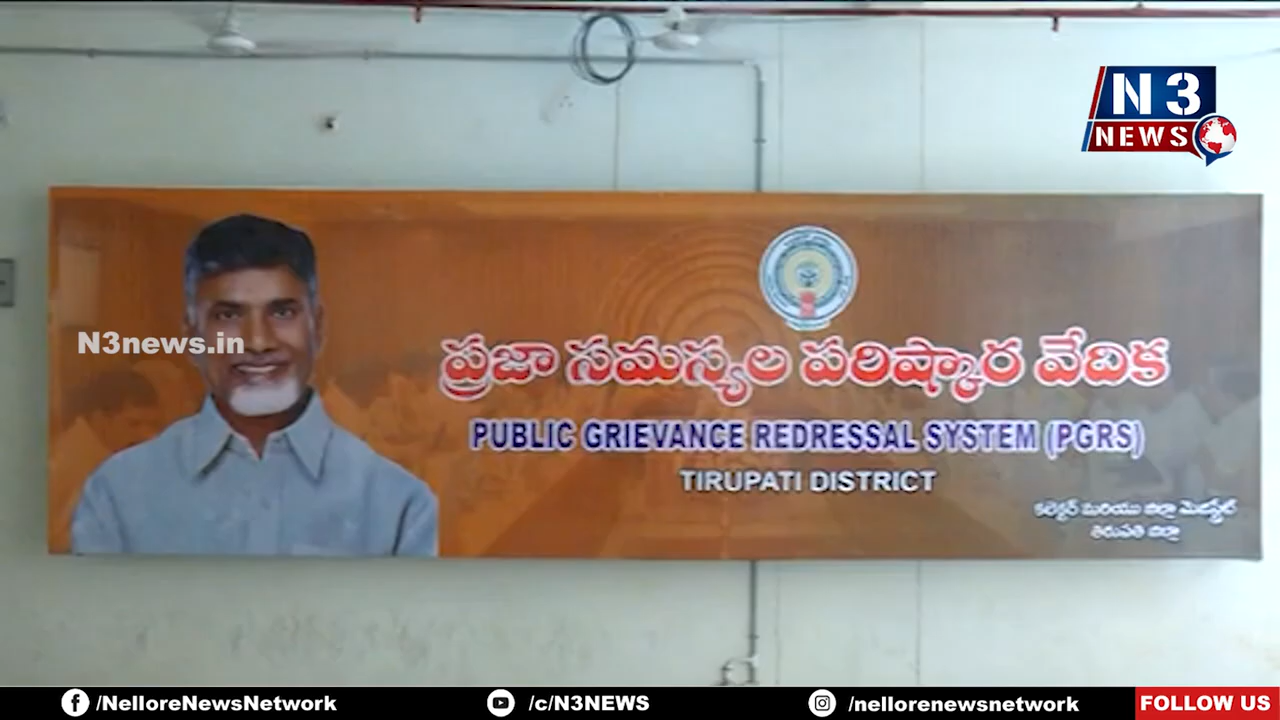 N3
NEWS
N3news.in
ప్రజా సమస్యల పరిష్కార వేదిక
PUBLIC GRIEVANCE REDRESSAL SYSTEM (PGRS)
TIRUPATI DISTRICT
కలెక్టర్ మరియు జిల్లా మెజిస్ట్రేట్
తిరుపతి జిల్లా
/NelloreNewsNetwork
/c/N3NEWS
/nellorenewsnetwork
FOLLOW US